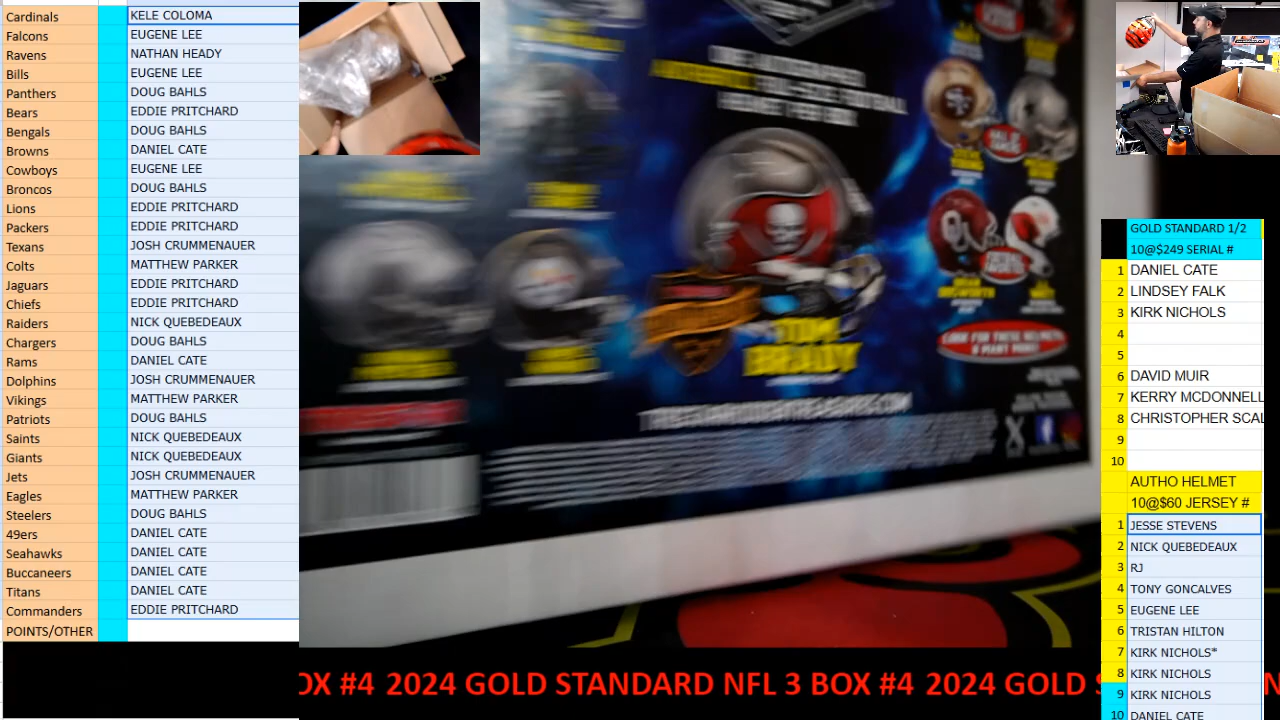 Cardinals KELE COLOMA
Falcons EUGENE LEE
Ravens NATHAN HEADY
Bills EUGENE LEE
Panthers DOUG BAHLS
Bears EDDIE PRITCHARD
Bengals DOUG BAHLS
Browns DANIEL CATE
Cowboys EUGENE LEE
Broncos DOUG BAHLS
Lions EDDIE PRITCHARD
Packers EDDIE PRITCHARD
Texans JOSH CRUMMENAUER
Colts MATTHEW PARKER
Jaguars EDDIE PRITCHARD
Chiefs EDDIE PRITCHARD
Raiders NICK QUEBEDEAUX
Chargers DOUG BAHLS
Rams DANIEL CATE
Dolphins JOSH CRUMMENAUER
Vikings MATTHEW PARKER
Patriots DOUG BAHLS
Saints NICK QUEBEDEAUX
Giants NICK QUEBEDEAUX
Jets JOSH CRUMMENAUER
Eagles MATTHEW PARKER
Steelers DOUG BAHLS
49ers DANIEL CATE
Seahawks DANIEL CATE
Buccaneers DANIEL CATE
Titans DANIEL CATE
Commanders EDDIE PRITCHARD
POINTS/OTHER
TOM
BRADY
LOOK FOR THESE HELMETS
& MANY MORE!
GOLD STANDARD 1/2
10@$249 SERIAL #
1 DANIEL CATE
2 LINDSEY FALK
3 KIRK NICHOLS
4
5
6 DAVID MUIR
7 KERRY MCDONNELL
8 CHRISTOPHER SCAL
9
10
AUTHO HELMET
10@$60 JERSEY #
1 JESSE STEVENS
2 NICK QUEBEDEAUX
3 RJ
4 TONY GONCALVES
5 EUGENE LEE
6 TRISTAN HILTON
7 KIRK NICHOLS*
8 KIRK NICHOLS
9 KIRK NICHOLS
10 DANIEL CATE
OX #4 2024 GOLD STANDARD NFL 3 BOX #4 2024 GOLD S N